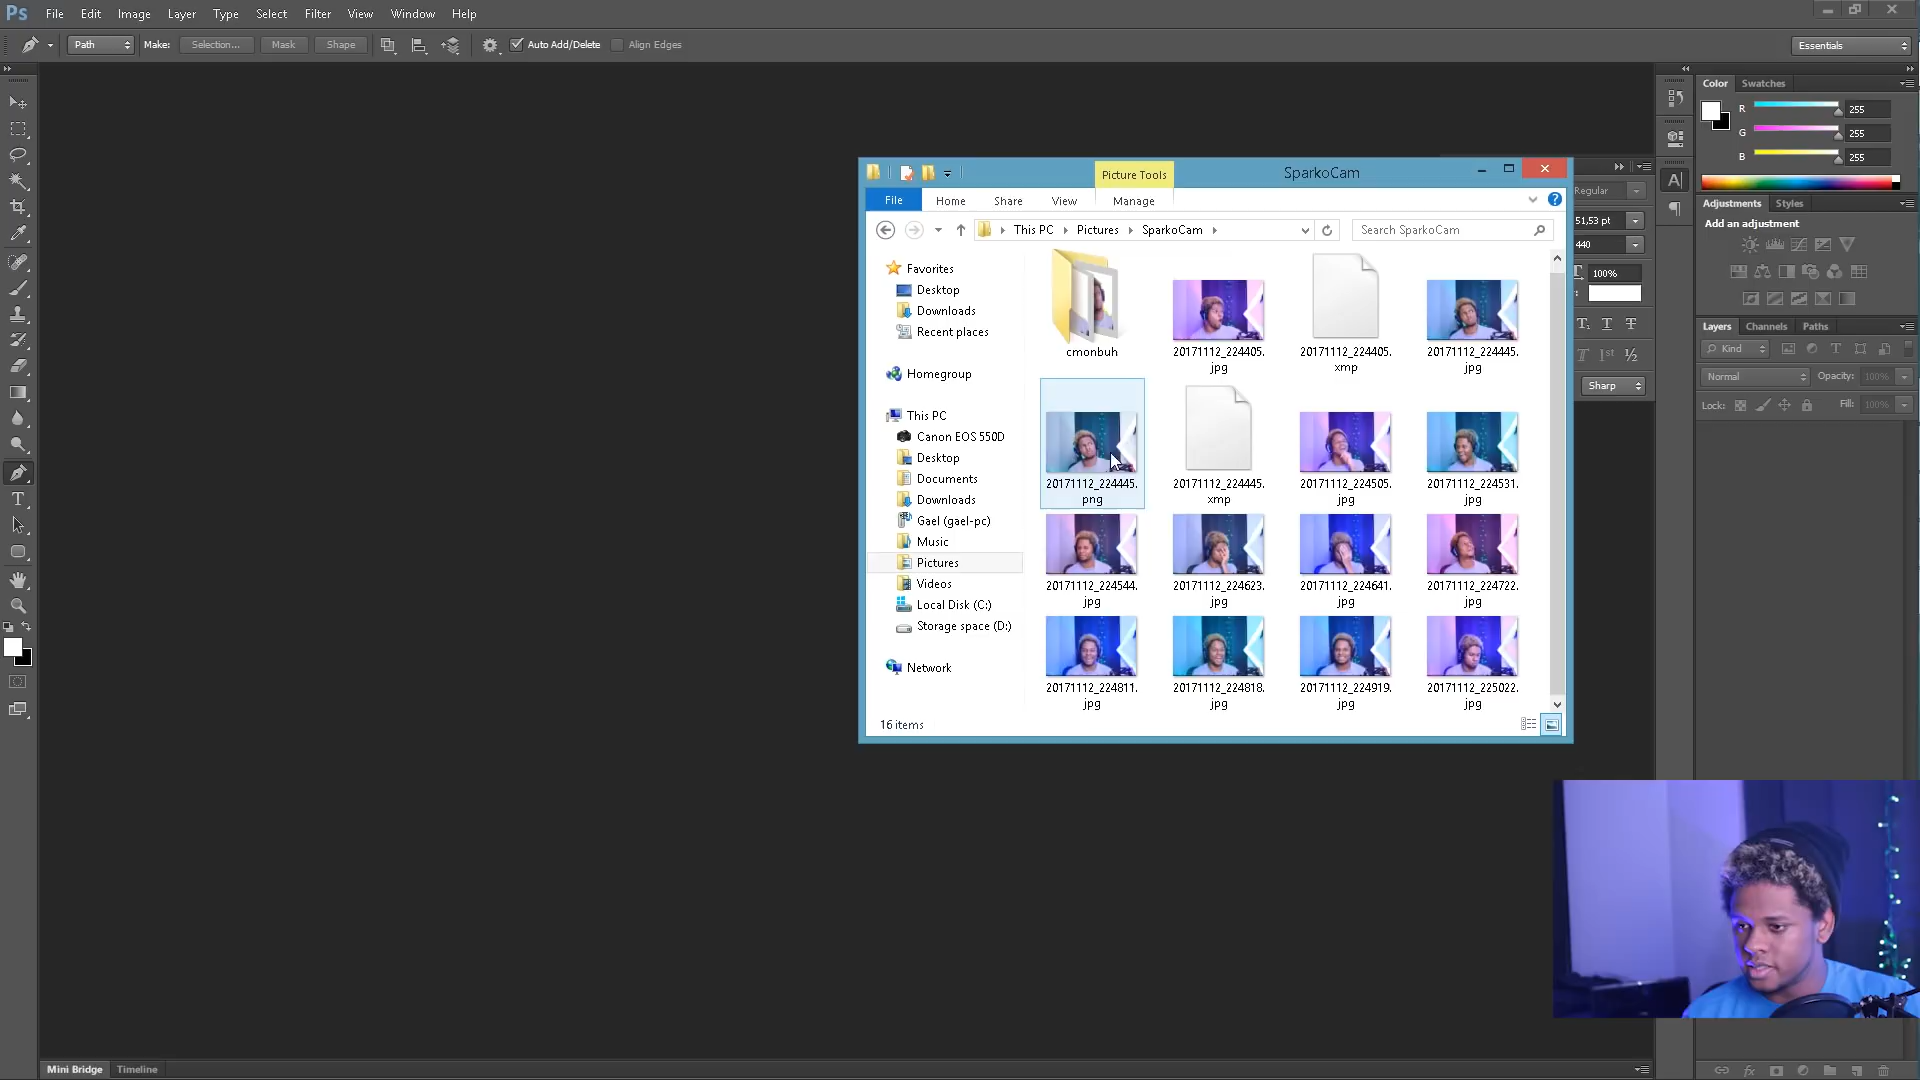 Ps File Edit Image Layer Type Select Filter View Window Help
Path Make: Selection... Mask Shape Auto Add/Delete Align Edges Essentials
Color Swatches
R 255
G 255
B 255
Adjustments Styles
Add an adjustment
Layers Channels Paths
Kind
Normal Opacity: 100%
Lock: Fill: 100%
Regular
51,53 pt
440
100%
Sharp
Picture Tools SparkoCam
File Home Share View Manage
This PC Pictures SparkoCam Search SparkoCam
Favorites
Desktop
Downloads
Recent places
Homegroup
This PC
Canon EOS 550D
Desktop
Documents
Downloads
Gael (gael-pc)
Music
Pictures
Videos
Local Disk (C:)
Storage space (D:)
Network
cmonbuh
20171112_224405.
jpg
20171112_224405.
xmp
20171112_224445.
jpg
20171112_224445.
png
20171112_224445.
xmp
20171112_224505.
jpg
20171112_224531.
jpg
20171112_224544.
jpg
20171112_224623.
jpg
20171112_224641.
jpg
20171112_224722.
jpg
20171112_224811.
jpg
20171112_224818.
jpg
20171112_224919.
jpg
20171112_225022.
jpg
16 items
Mini Bridge Timeline